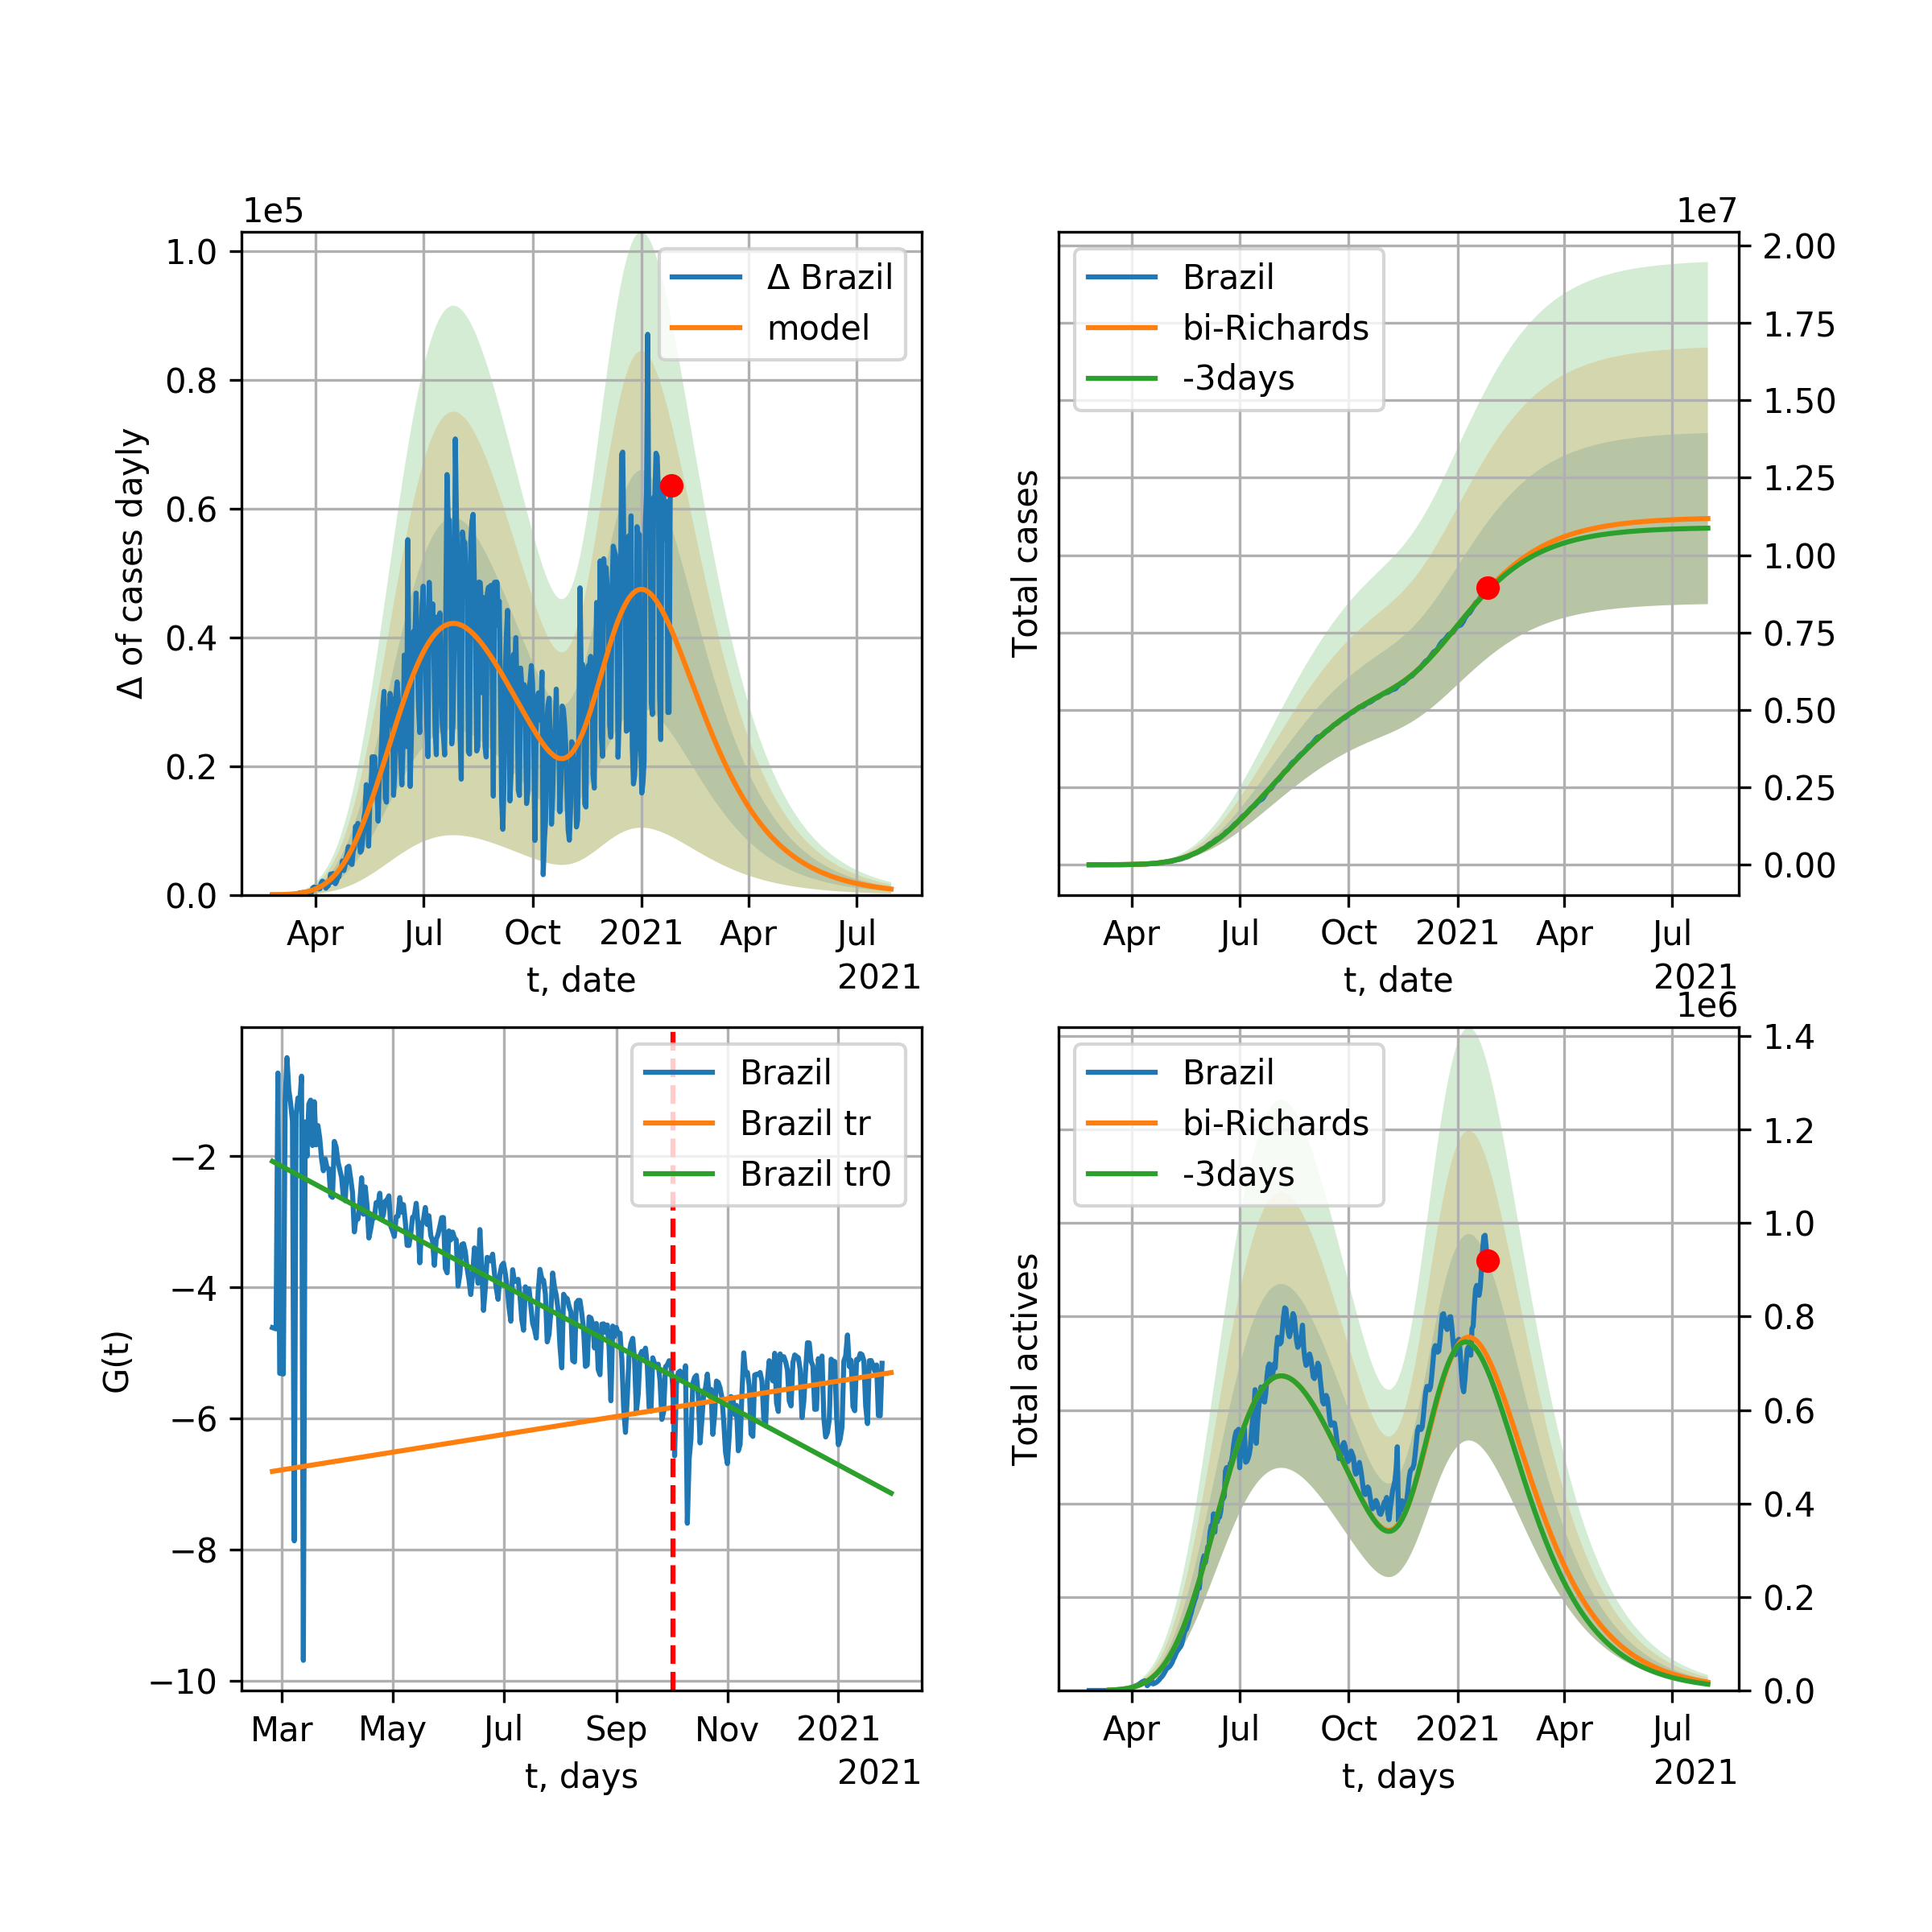 1e5
1.0
0.8
0.6
0.4
0.2
0.0
Δ of cases dayly
Δ Brazil
model
Apr Jul Oct 2021 Apr Jul
t, date
2021
1e7
2.00
1.75
1.50
1.25
1.00
0.75
0.50
0.25
0.00
Total cases
Brazil
bi-Richards
-3days
Apr Jul Oct 2021 Apr Jul
t, date
2021
−2
−4
−6
−8
−10
G(t)
Brazil
Brazil tr
Brazil tr0
Mar May Jul Sep Nov 2021
t, days
2021
1e6
1.4
1.2
1.0
0.8
0.6
0.4
0.2
0.0
Total actives
Brazil
bi-Richards
-3days
Apr Jul Oct 2021 Apr Jul
t, days
2021